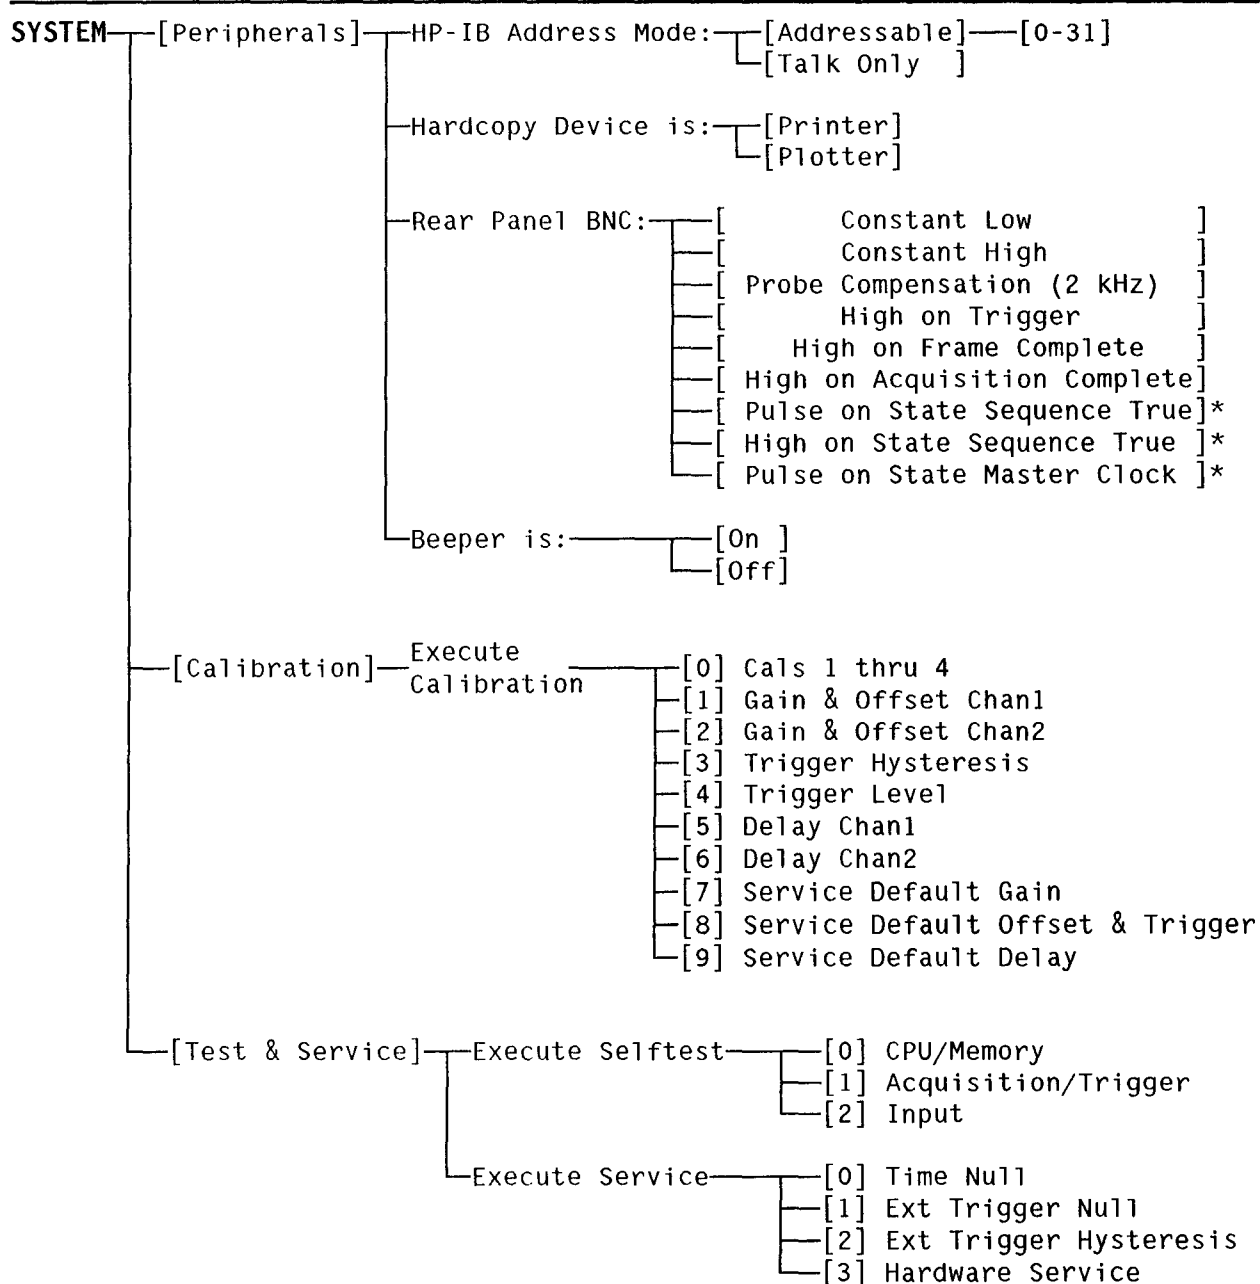 SYSTEM [Peripherals] HP-IB Address Mode: [Addressable] [0-31]
[Talk Only ]
Hardcopy Device is: [Printer]
[Plotter]
Rear Panel BNC: [ Constant Low ]
[ Constant High ]
[ Probe Compensation (2 kHz) ]
[ High on Trigger ]
[ High on Frame Complete ]
[ High on Acquisition Complete]
[ Pulse on State Sequence True]*
[ High on State Sequence True ]*
[ Pulse on State Master Clock ]*
Beeper is: [On ]
[Off]
[Calibration] Execute Calibration [0] Cals 1 thru 4
[1] Gain & Offset Chan1
[2] Gain & Offset Chan2
[3] Trigger Hysteresis
[4] Trigger Level
[5] Delay Chan1
[6] Delay Chan2
[7] Service Default Gain
[8] Service Default Offset & Trigger
[9] Service Default Delay
[Test & Service] Execute Selftest [0] CPU/Memory
[1] Acquisition/Trigger
[2] Input
Execute Service [0] Time Null
[1] Ext Trigger Null
[2] Ext Trigger Hysteresis
[3] Hardware Service